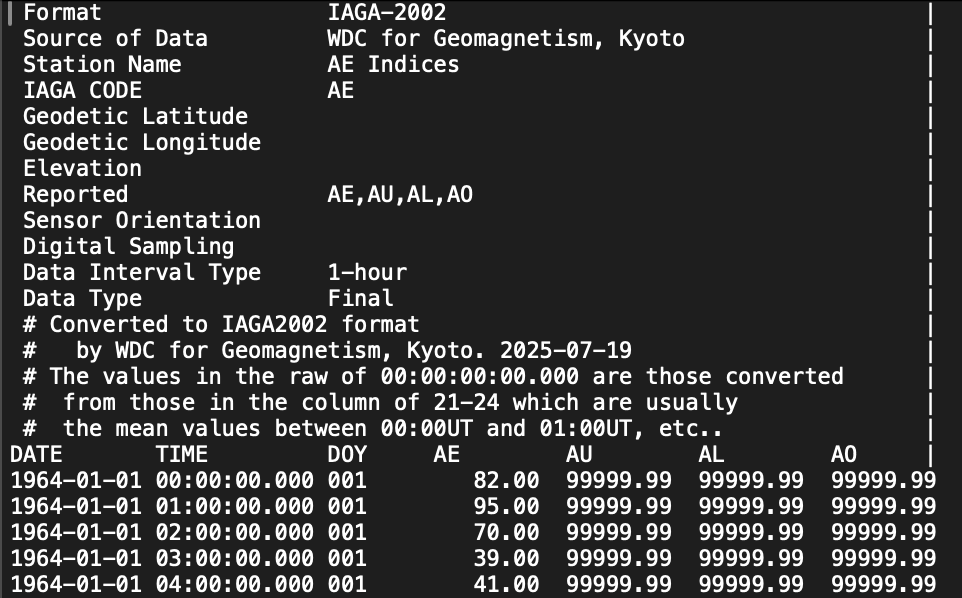 Format                 IAGA-2002                                    |
Source of Data         WDC for Geomagnetism, Kyoto                  |
Station Name           AE Indices                                   |
IAGA CODE              AE                                           |
Geodetic Latitude                                                   |
Geodetic Longitude                                                  |
Elevation                                                           |
Reported               AE,AU,AL,AO                                  |
Sensor Orientation                                                  |
Digital Sampling                                                    |
Data Interval Type     1-hour                                       |
Data Type              Final                                        |
# Converted to IAGA2002 format                                      |
#   by WDC for Geomagnetism, Kyoto. 2025-07-19                      |
# The values in the raw of 00:00:00:00.000 are those converted      |
#  from those in the column of 21-24 which are usually              |
#  the mean values between 00:00UT and 01:00UT, etc..               |
DATE       TIME         DOY     AE        AU        AL        AO     |
1964-01-01 00:00:00.000 001        82.00  99999.99  99999.99  99999.99
1964-01-01 01:00:00.000 001        95.00  99999.99  99999.99  99999.99
1964-01-01 02:00:00.000 001        70.00  99999.99  99999.99  99999.99
1964-01-01 03:00:00.000 001        39.00  99999.99  99999.99  99999.99
1964-01-01 04:00:00.000 001        41.00  99999.99  99999.99  99999.99